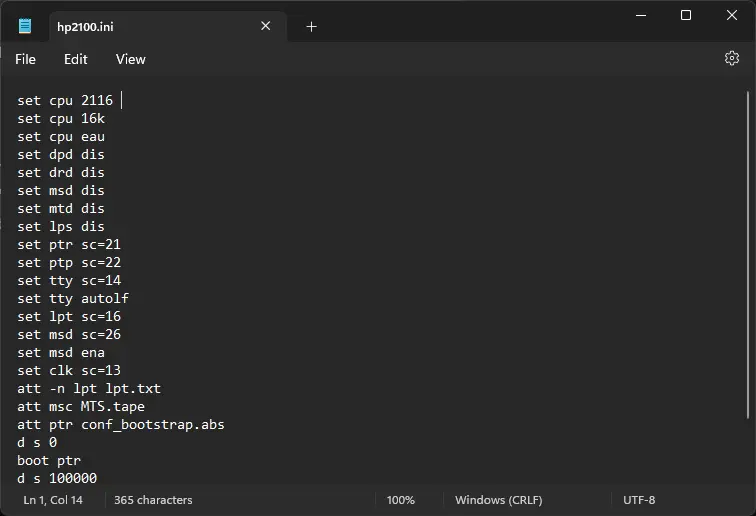 hp2100.ini
File Edit View
set cpu 2116
set cpu 16k
set cpu eau
set dpd dis
set drd dis
set msd dis
set mtd dis
set lps dis
set ptr sc=21
set ptp sc=22
set tty sc=14
set tty autolf
set lpt sc=16
set msd sc=26
set msd ena
set clk sc=13
att -n lpt lpt.txt
att msc MTS.tape
att ptr conf_bootstrap.abs
d s 0
boot ptr
d s 100000
Ln 1, Col 14 365 characters 100% Windows (CRLF) UTF-8